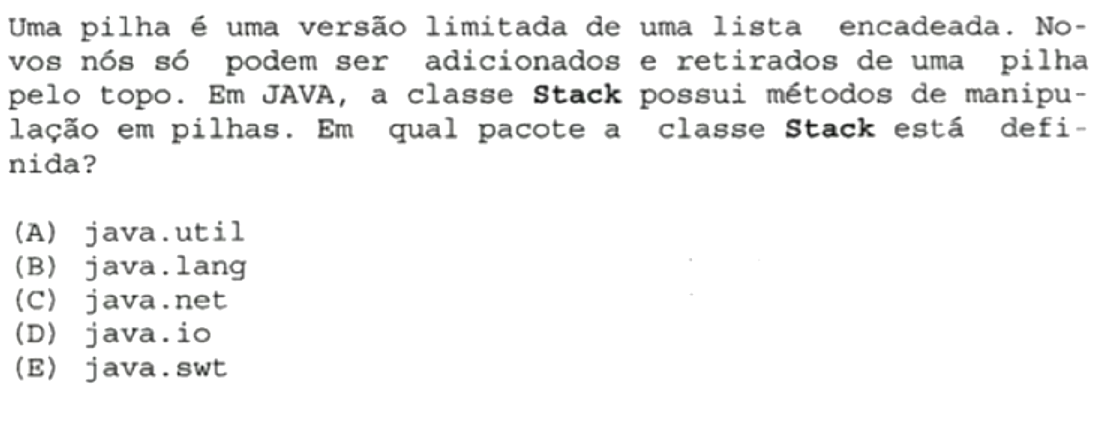 Uma pilha é uma versão limitada de uma lista encadeada. No-
vos nós só podem ser adicionados e retirados de uma pilha
pelo topo. Em JAVA, a classe Stack possui métodos de manipu-
lação em pilhas. Em qual pacote a classe Stack está defi-
nida?
(A) java.util
(B) java.lang
(C) java.net
(D) java.io
(E) java.swt